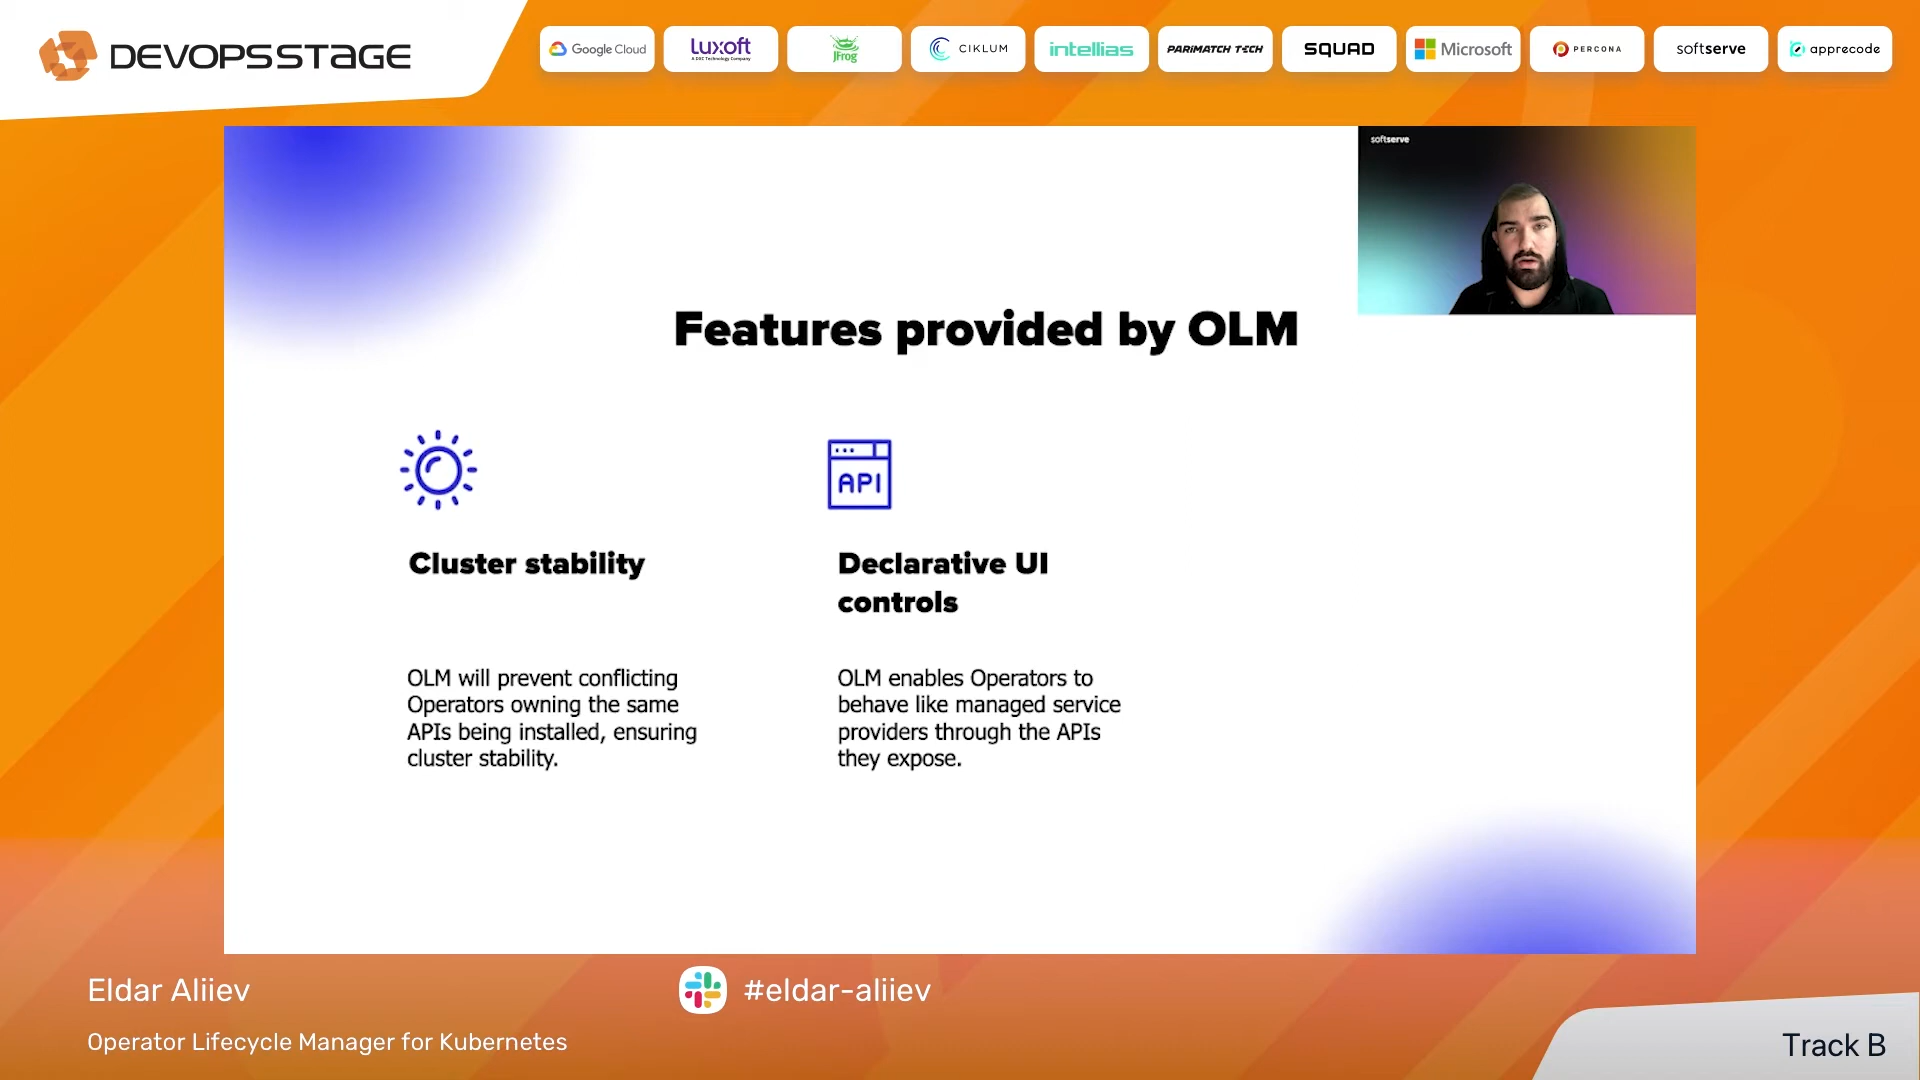 DEVOPSSTAGE
Google Cloud
Luxoft
A DXC Technology Company
JFrog
CIKLUM
intellias
PARIMATCH TECH
SQUAD
Microsoft
PERCONA
softserve
apprecode
softserve
Features provided by OLM
API
Cluster stability
Declarative UI
controls
OLM will prevent conflicting
Operators owning the same
APIs being installed, ensuring
cluster stability.
OLM enables Operators to
behave like managed service
providers through the APIs
they expose.
Eldar Aliiev
#eldar-aliiev
Operator Lifecycle Manager for Kubernetes
Track B